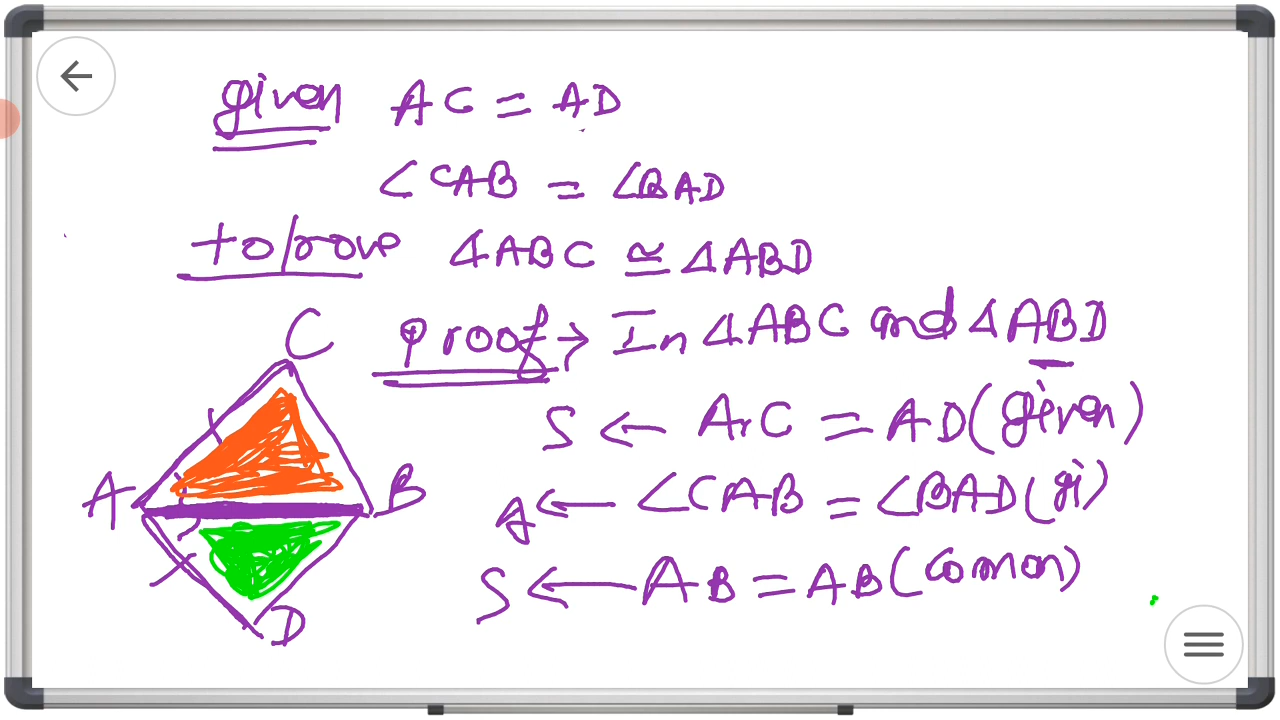 given AC = AD
∠CAB = ∠BAD
to prove ΔABC ≅ ΔABD
Proof → In ΔABC and ΔABD
S ← AC = AD (given)
A ← ∠CAB = ∠BAD (gi)
S ← AB = AB (common)
C
A
B
D